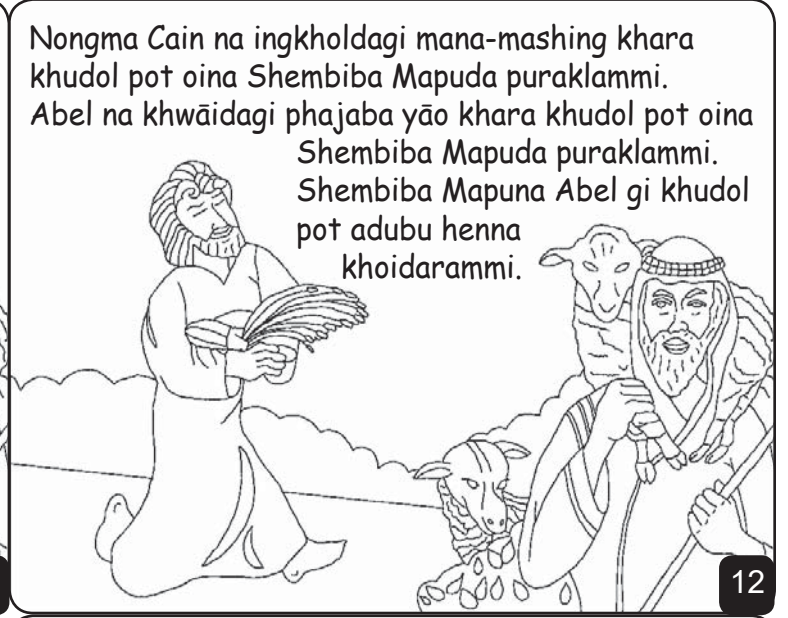 Nongma Cain na ingkholdagi mana-mashing khara
khudol pot oina Shembiba Mapuda puraklammi.
Abel na khwāidagi phajaba yāo khara khudol pot oina
Shembiba Mapuda puraklammi.
Shembiba Mapuna Abel gi khudol
pot adubu henna
khoidarammi.
12